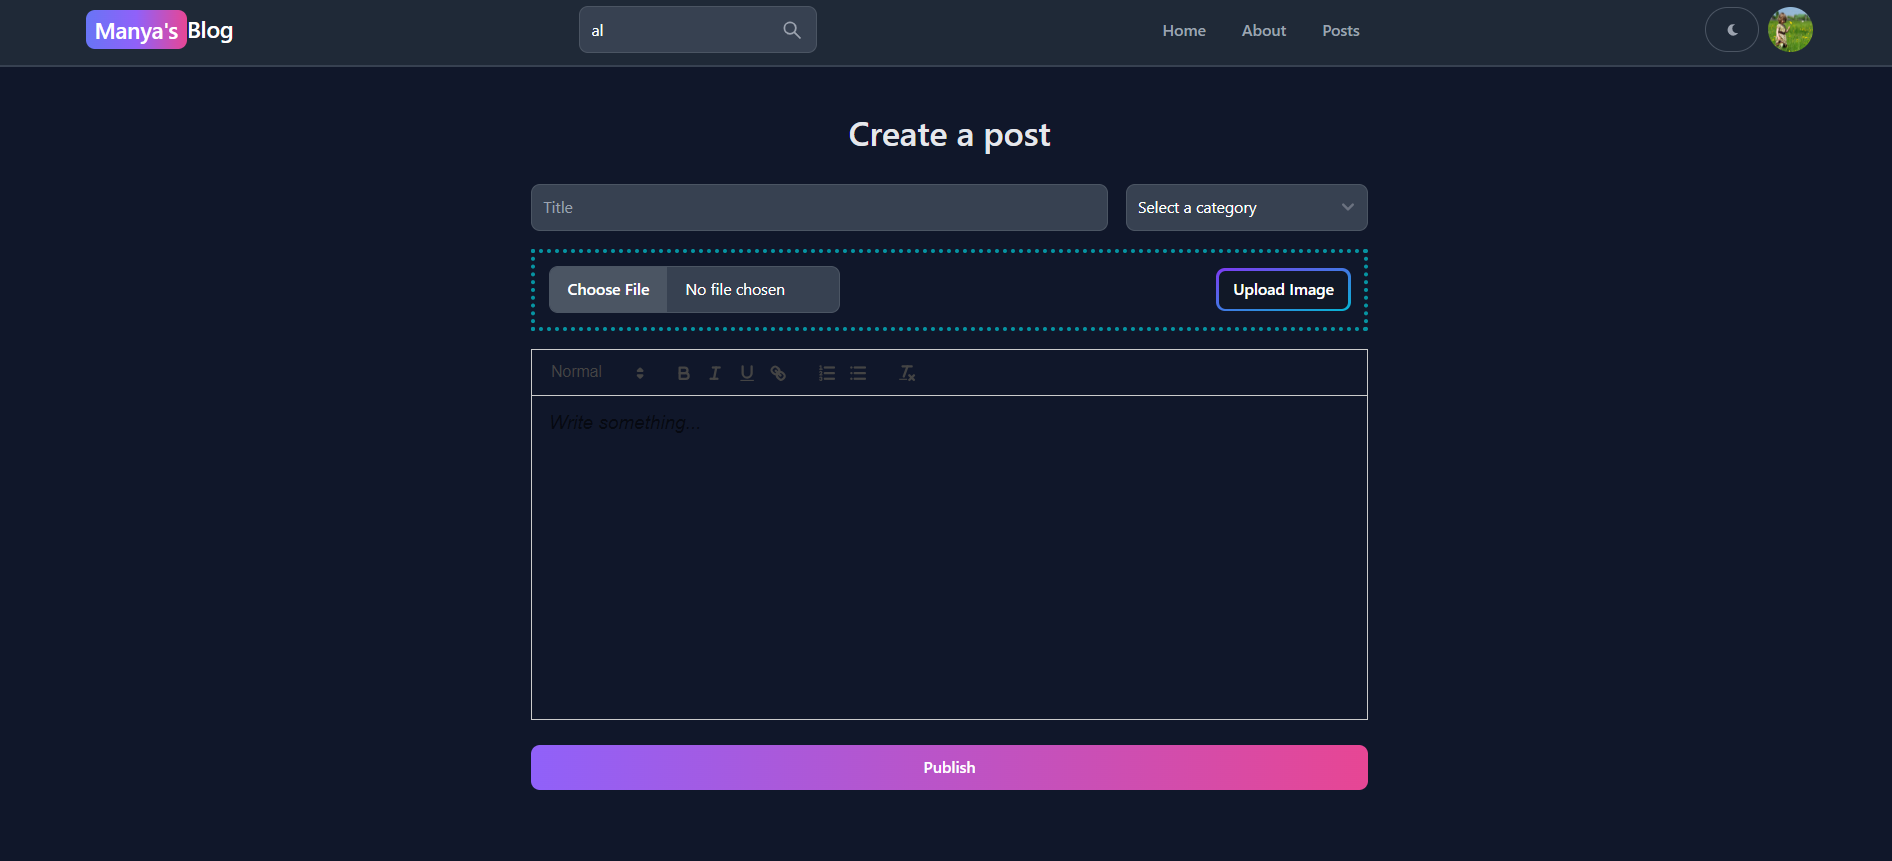 Manya's Blog
al
Home About Posts
Create a post
Title
Select a category
Choose File No file chosen
Upload Image
Normal
Write something...
Publish